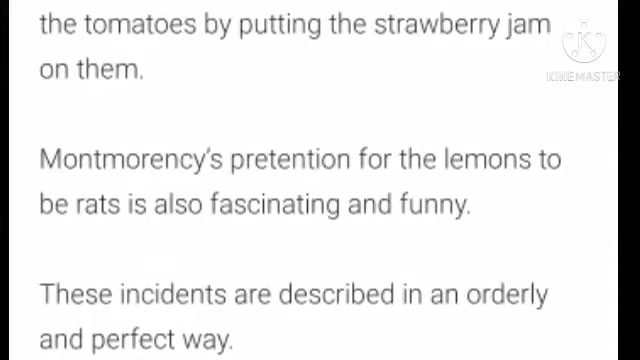 the tomatoes by putting the strawberry jam
on them.
Montmorency's pretention for the lemons to
be rats is also fascinating and funny.
These incidents are described in an orderly
and perfect way.
KINEMASTER